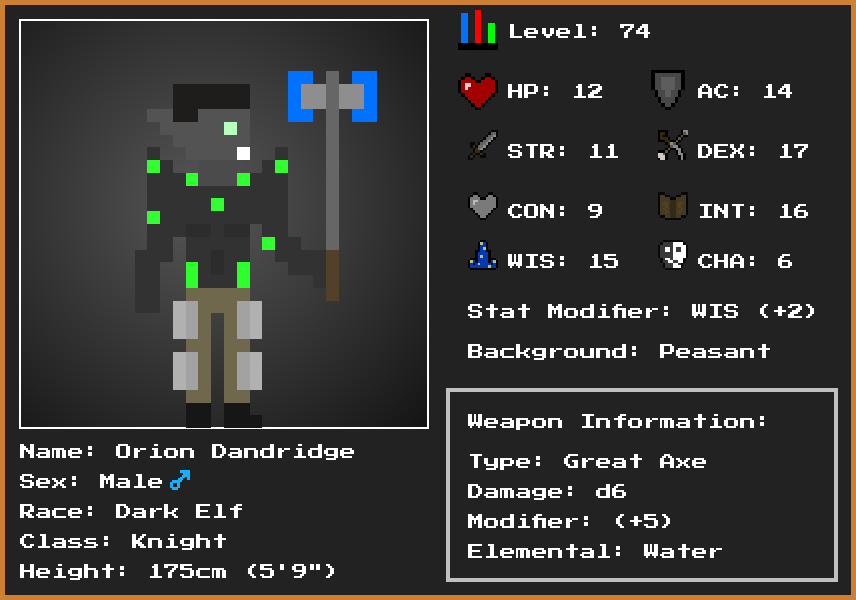 Level: 74
HP: 12
AC: 14
STR: 11
DEX: 17
CON: 9
INT: 16
WIS: 15
CHA: 6
Stat Modifier: WIS (+2)
Background: Peasant
Weapon Information:
Type: Great Axe
Damage: d6
Modifier: (+5)
Elemental: Water
Name: Orion Dandridge
Sex: Male♂
Race: Dark Elf
Class: Knight
Height: 175cm (5'9")